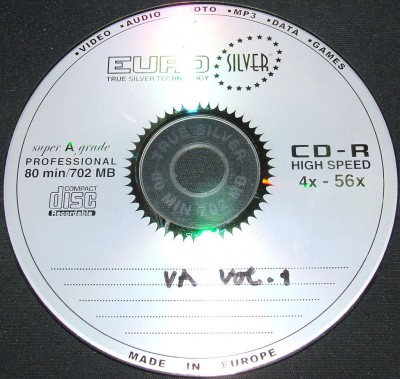 •VIDEO •AUDIO •FOTO •MP3 •DATA •GAMES
EURO SILVER
TRUE SILVER TECHNOLOGY
super A grade
PROFESSIONAL
80 min/702 MB
COMPACT
disc
Recordable
TRUE SILVER
80 MIN 702 MB
CD-R
HIGH SPEED
4x - 56x
VA VOL. 1
MADE IN EUROPE